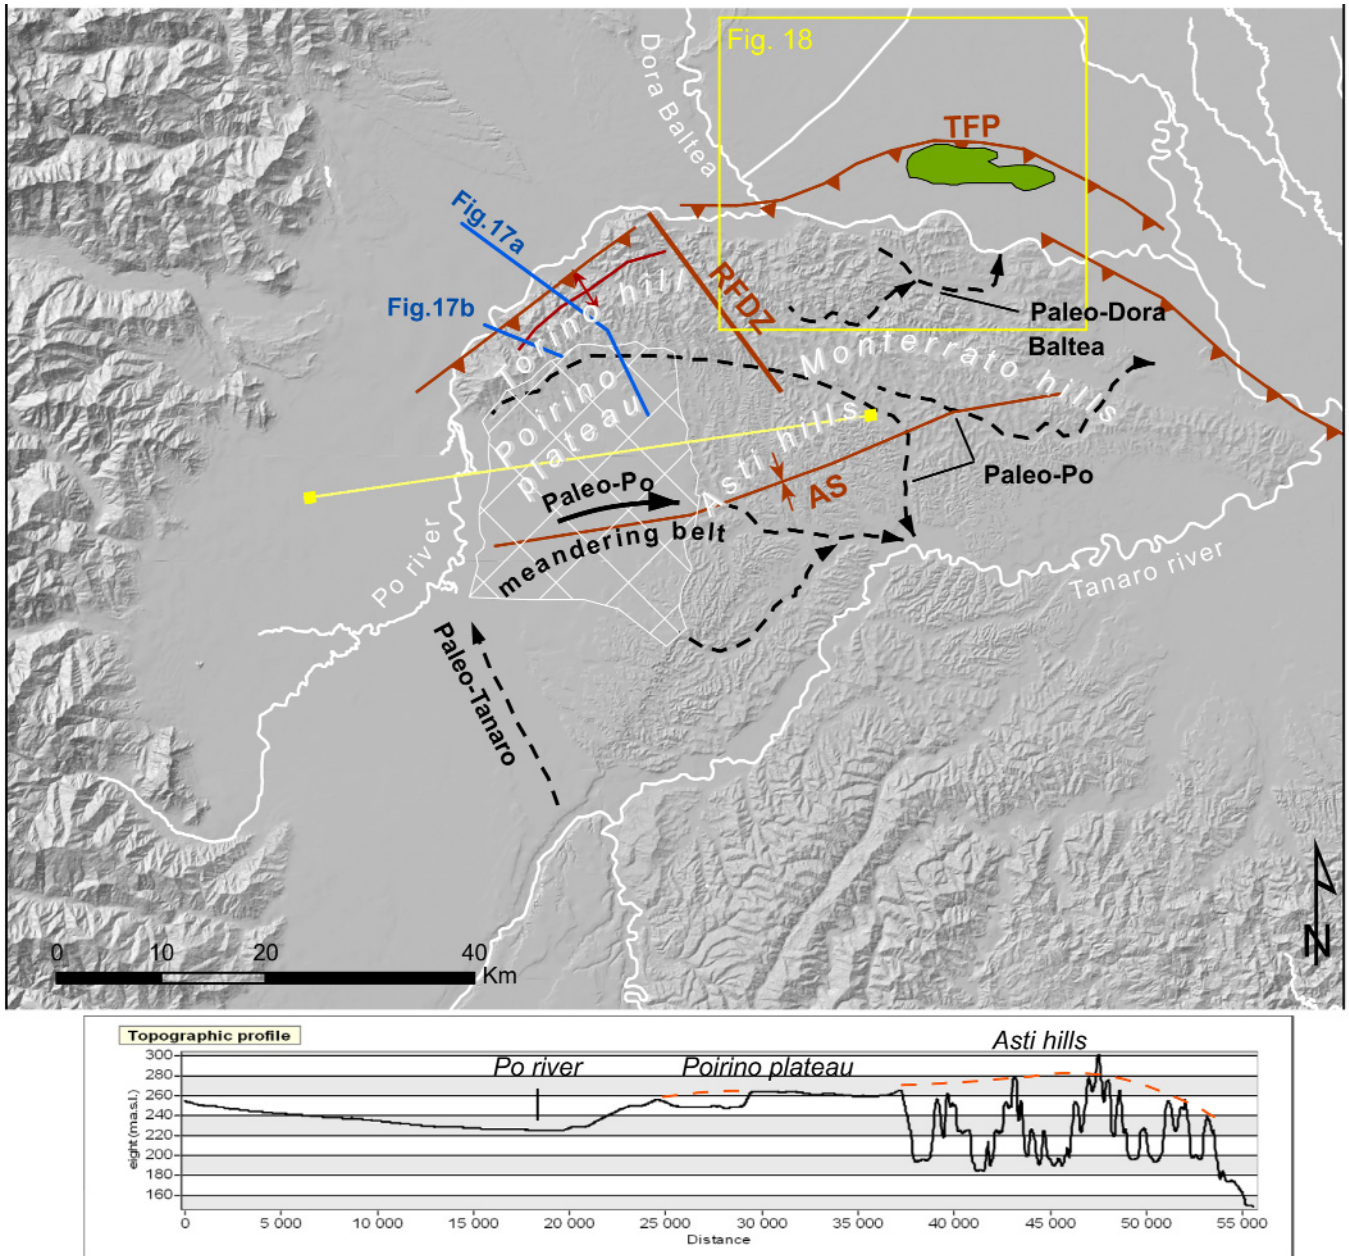 Fig. 18
Dora Baltea
TFP
Fig.17a
RFDZ
Torino hill
Fig.17b
Paleo-Dora
Baltea
Monterrato hills
Poirino
plateau
Asti hills
Paleo-Po
AS
Paleo-Po
meandering belt
Po river
Tanaro river
Paleo-Tanaro
0 10 20 40
Km
N
Topographic profile
Asti hills
Po river
Poirino plateau
300
280
260
240
220
200
180
160
eight (ma.s.l.)
0 5 000 10 000 15 000 20 000 25 000 30 000 35 000 40 000 45 000 50 000 55 000
Distance